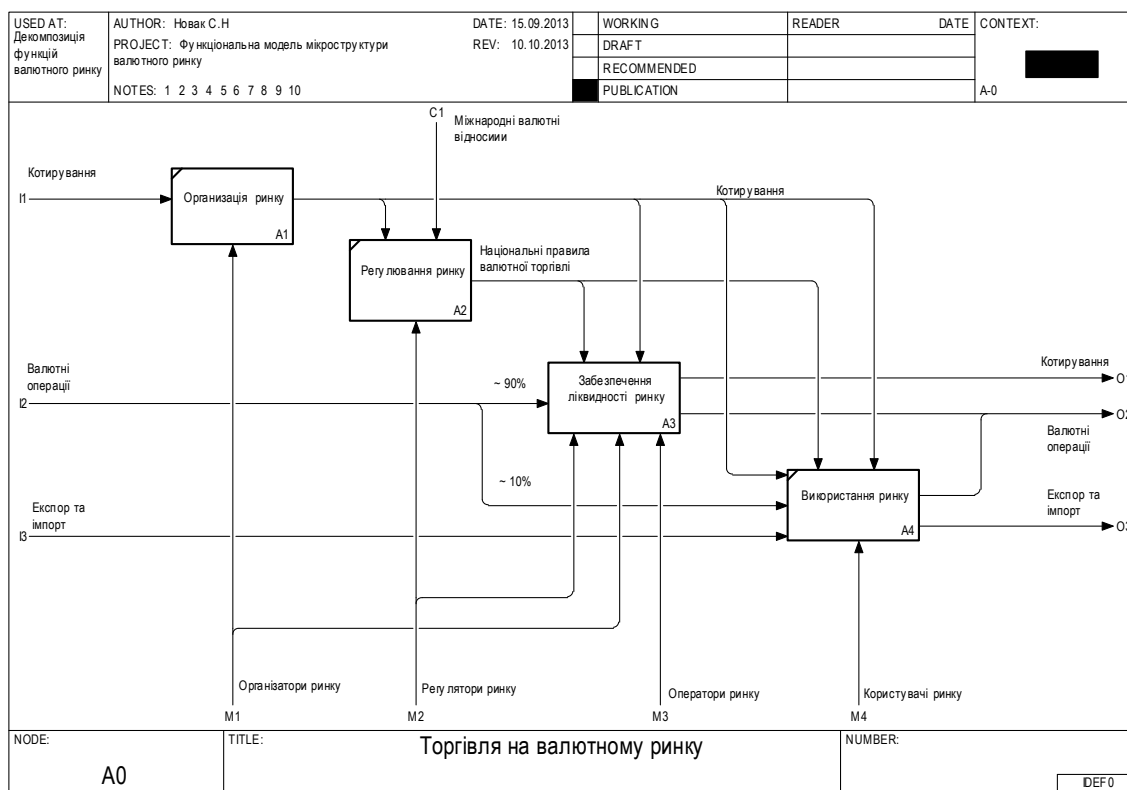 USED AT:
Декомпозиція
функцій
валютного ринку
AUTHOR: Новак С.Н
DATE: 15.09.2013
PROJECT: Функціональна модель мікроструктури
валютного ринку
REV: 10.10.2013
NOTES: 1 2 3 4 5 6 7 8 9 10
WORKING
DRAFT
RECOMMENDED
PUBLICATION
READER
DATE
CONTEXT:
A-0
C1
Міжнародні валютні
відносиии
Котирування
I1
Организація ринку
A1
Котирування
Регулювання ринку
A2
Національні правила
валютної торгівлі
Валютні
операції
I2
~ 90%
Забезпечення
ліквидності ринку
A3
Котирування
O1
O2
Валютні
операції
~ 10%
Використання ринку
A4
Експор та
імпорт
I3
Експор та
імпорт
O3
Організатори ринку
Регулятори ринку
Оператори ринку
Користувачі ринку
M1
M2
M3
M4
NODE:
A0
TITLE:
Торгівля на валютному ринку
NUMBER:
IDEF0